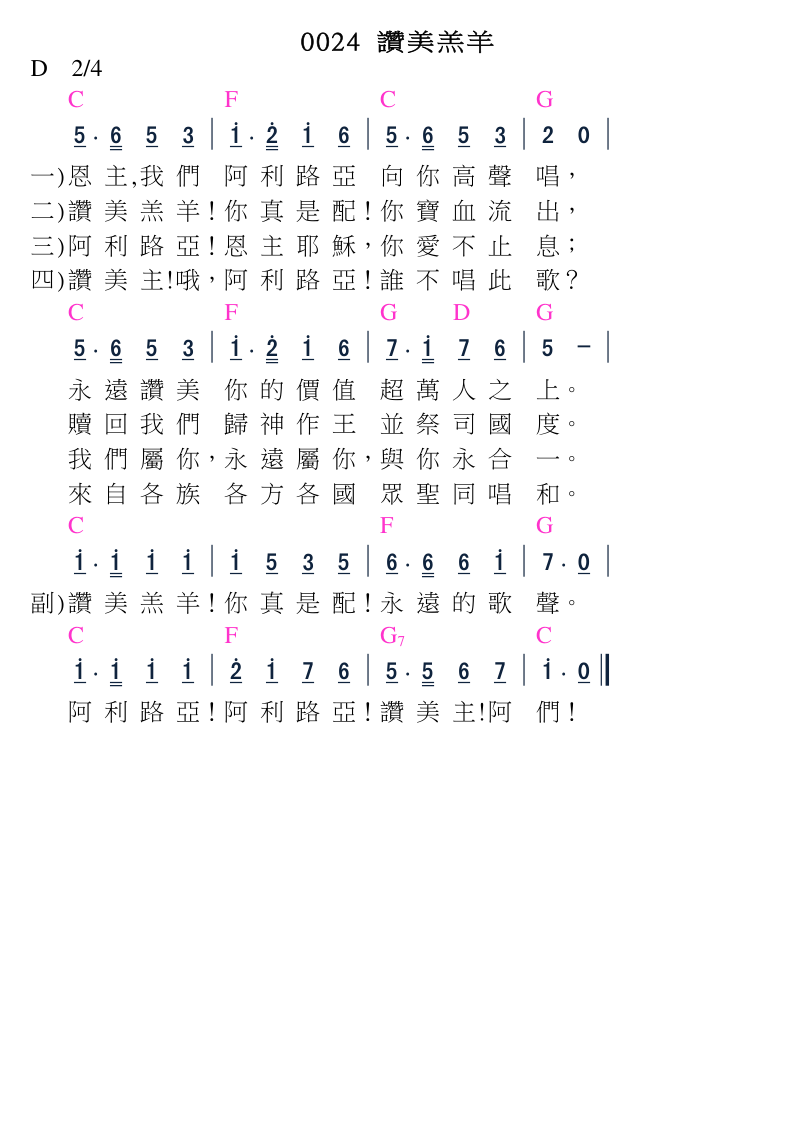 0024 讚美羔羊
D 2/4
C F C G
5· 6 5 3 | i· 2̇ i 6 | 5· 6 5 3 | 2 0 |
一)恩主,我們 阿利路亞 向你高聲 唱，
二)讚美羔羊!你真是配!你寶血流 出，
三)阿利路亞!恩主耶穌，你愛不止 息；
四)讚美主!哦，阿利路亞!誰不唱此 歌?
C F G D G
5· 6 5 3 | i· 2̇ i 6 | 7· i 7 6 | 5 – |
永遠讚美 你的價值 超萬人之 上。
贖回我們 歸神作王 並祭司國 度。
我們屬你，永遠屬你，與你永合 一。
來自各族 各方各國 眾聖同唱 和。
C F G
i· i i i | i 5 3 5 | 6· 6 6 i | 7· 0 |
副)讚美羔羊!你真是配!永遠的歌 聲。
C F G7 C
i· i i i | 2̇ i 7 6 | 5· 5 6 7 | i· 0 ‖
阿利路亞!阿利路亞!讚美主!阿 們!